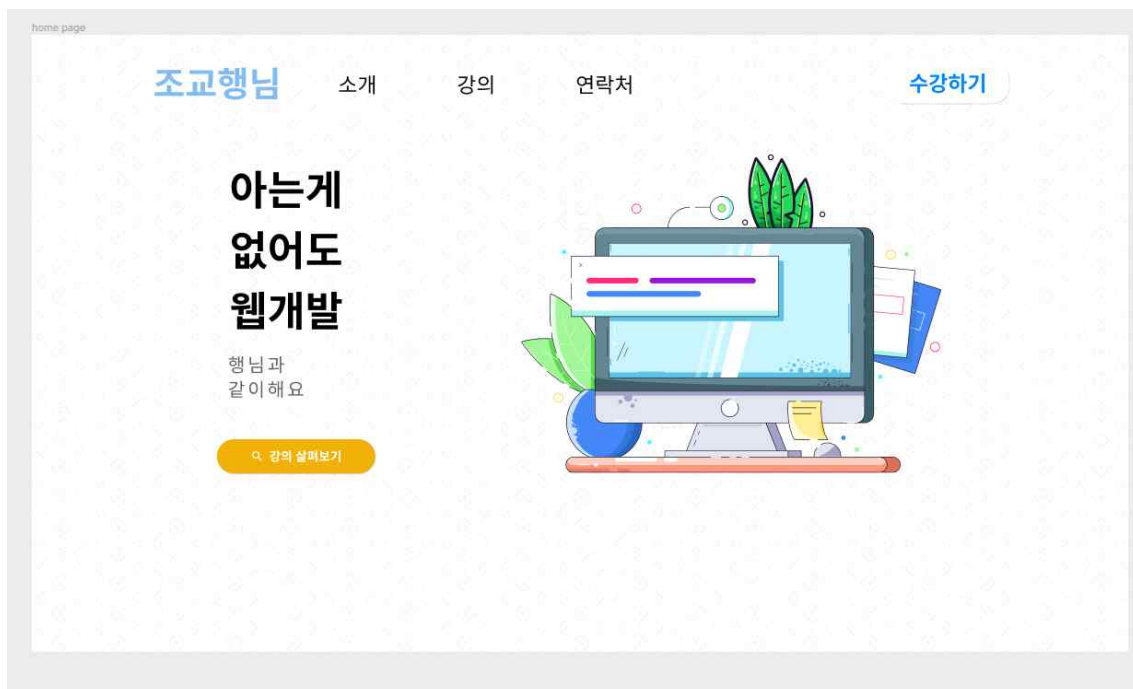 home page
조교행님 소개 강의 연락처 수강하기
아는게
없어도
웹개발
행님과
같이해요
강의 살펴보기